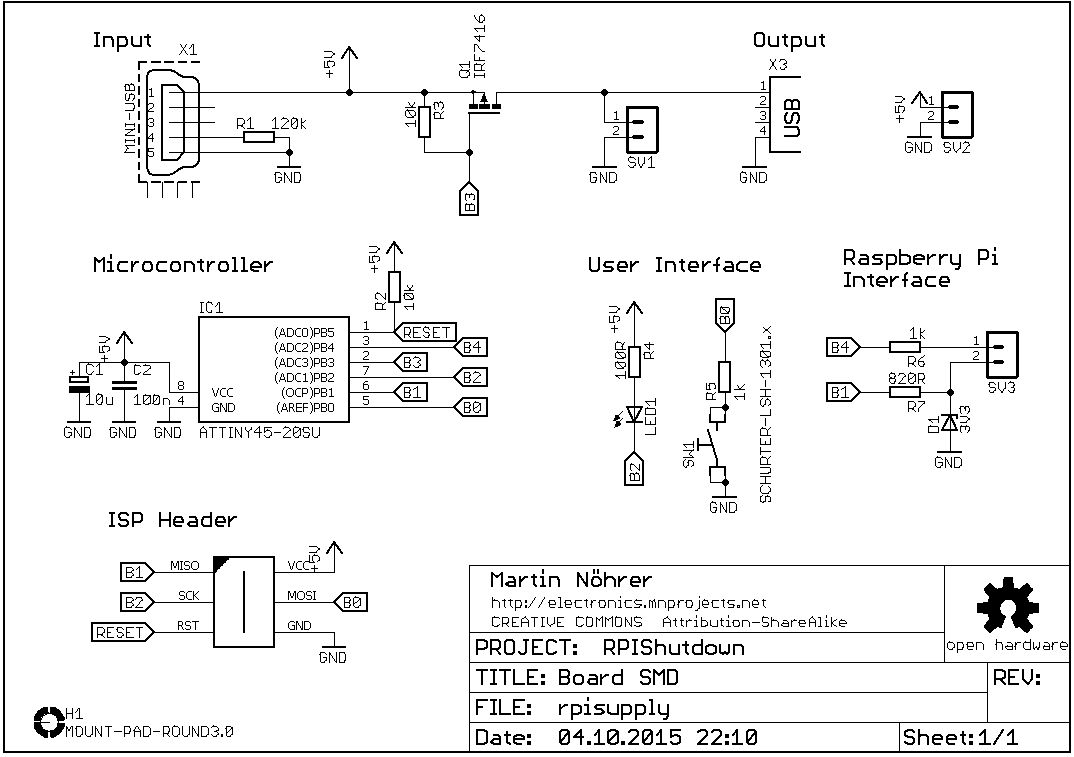 Input
X1
MINI-USB
1
2
3
4
5
R1 120k
GND
+5V
10k
R3
Q1
IRF7416
B3
1
2
SV1
GND
Output
X3
1
2
3
4
USB
GND
+5V
1
2
GND SV2
Microcontroller
+5V
R2
10k
IC1
+5V
C1
10u
C2
100n
GND GND GND
8
4
VCC
GND
(ADC0)PB5 1 RESET
(ADC2)PB4 3 B4
(ADC3)PB3 2 B3
(ADC1)PB2 7 B2
(OCP)PB1 6 B1
(AREF)PB0 5 B0
ATTINY45-20SU
User Interface
+5V
100R
R4
LED1
B2
B0
R5
1k
SW1
SCHURTER-LSH-1301.x
GND
Raspberry Pi
Interface
B4
1k
R6
B1
820R
R7
1
2
SV3
D1
3V3
GND
ISP Header
B1 MISO VCC +5V
B2 SCK MOSI B0
RESET RST GND
GND
H1
MOUNT-PAD-ROUND3.0
Martin Nöhrer
http://electronics.mnprojects.net
CREATIVE COMMONS Attribution-ShareAlike
open hardware
PROJECT: RPIShutdown
TITLE: Board SMD
REV:
FILE: rpisupply
Date: 04.10.2015 22:10
Sheet:1/1